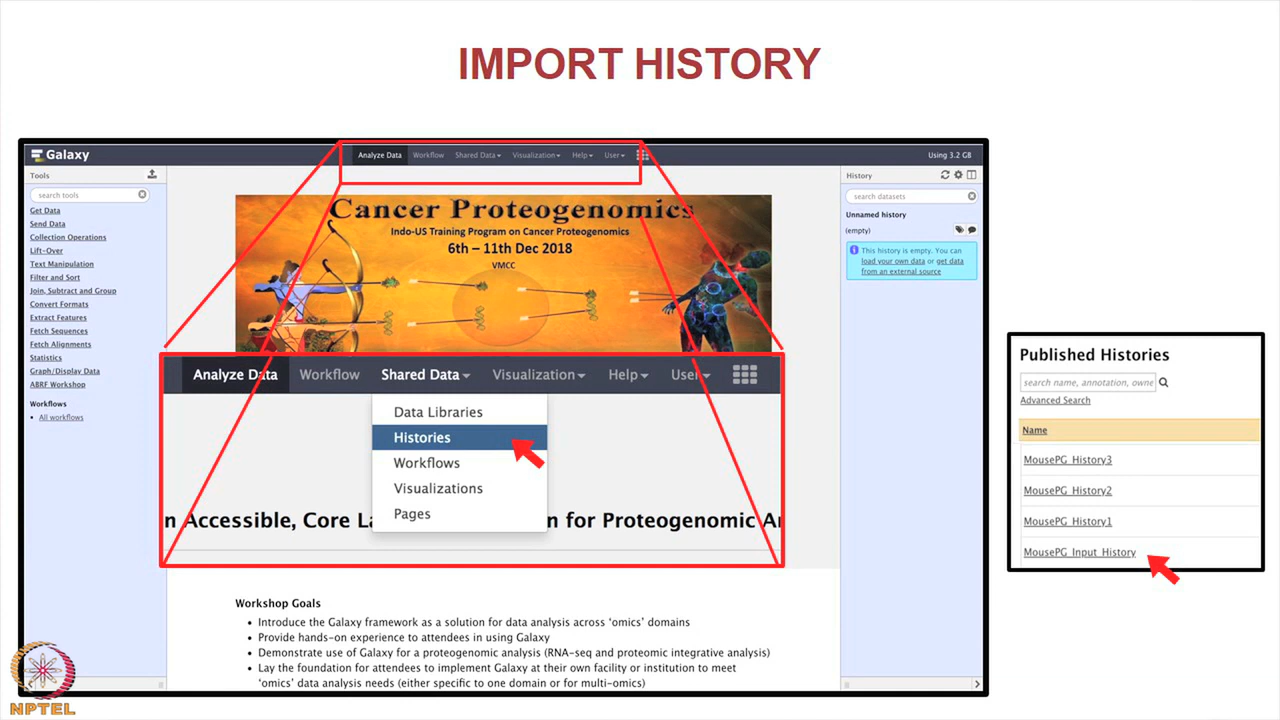 IMPORT HISTORY
Galaxy
Analyze Data Workflow Shared Data Visualization Help User
Using 3.2 GB
Tools
search tools
Get Data
Send Data
Collection Operations
Lift-Over
Text Manipulation
Filter and Sort
Join, Subtract and Group
Convert Formats
Extract Features
Fetch Sequences
Fetch Alignments
Statistics
Graph/Display Data
ABRF Workshop
Workflows
All workflows
Cancer Proteogenomics
Indo-US Training Program on Cancer Proteogenomics
6th – 11th Dec 2018
VMCC
Analyze Data Workflow Shared Data Visualization Help User
Data Libraries
Histories
Workflows
Visualizations
Pages
n Accessible, Core La n for Proteogenomic A
Workshop Goals
• Introduce the Galaxy framework as a solution for data analysis across ‘omics’ domains
• Provide hands-on experience to attendees in using Galaxy
• Demonstrate use of Galaxy for a proteogenomic analysis (RNA-seq and proteomic integrative analysis)
• Lay the foundation for attendees to implement Galaxy at their own facility or institution to meet
‘omics’ data analysis needs (either specific to one domain or for multi-omics)
History
search datasets
Unnamed history
(empty)
This history is empty. You can
load your own data or get data
from an external source
Published Histories
search name, annotation, owne
Advanced Search
Name
MousePG_History3
MousePG_History2
MousePG_History1
MousePG_Input_History
NPTEL